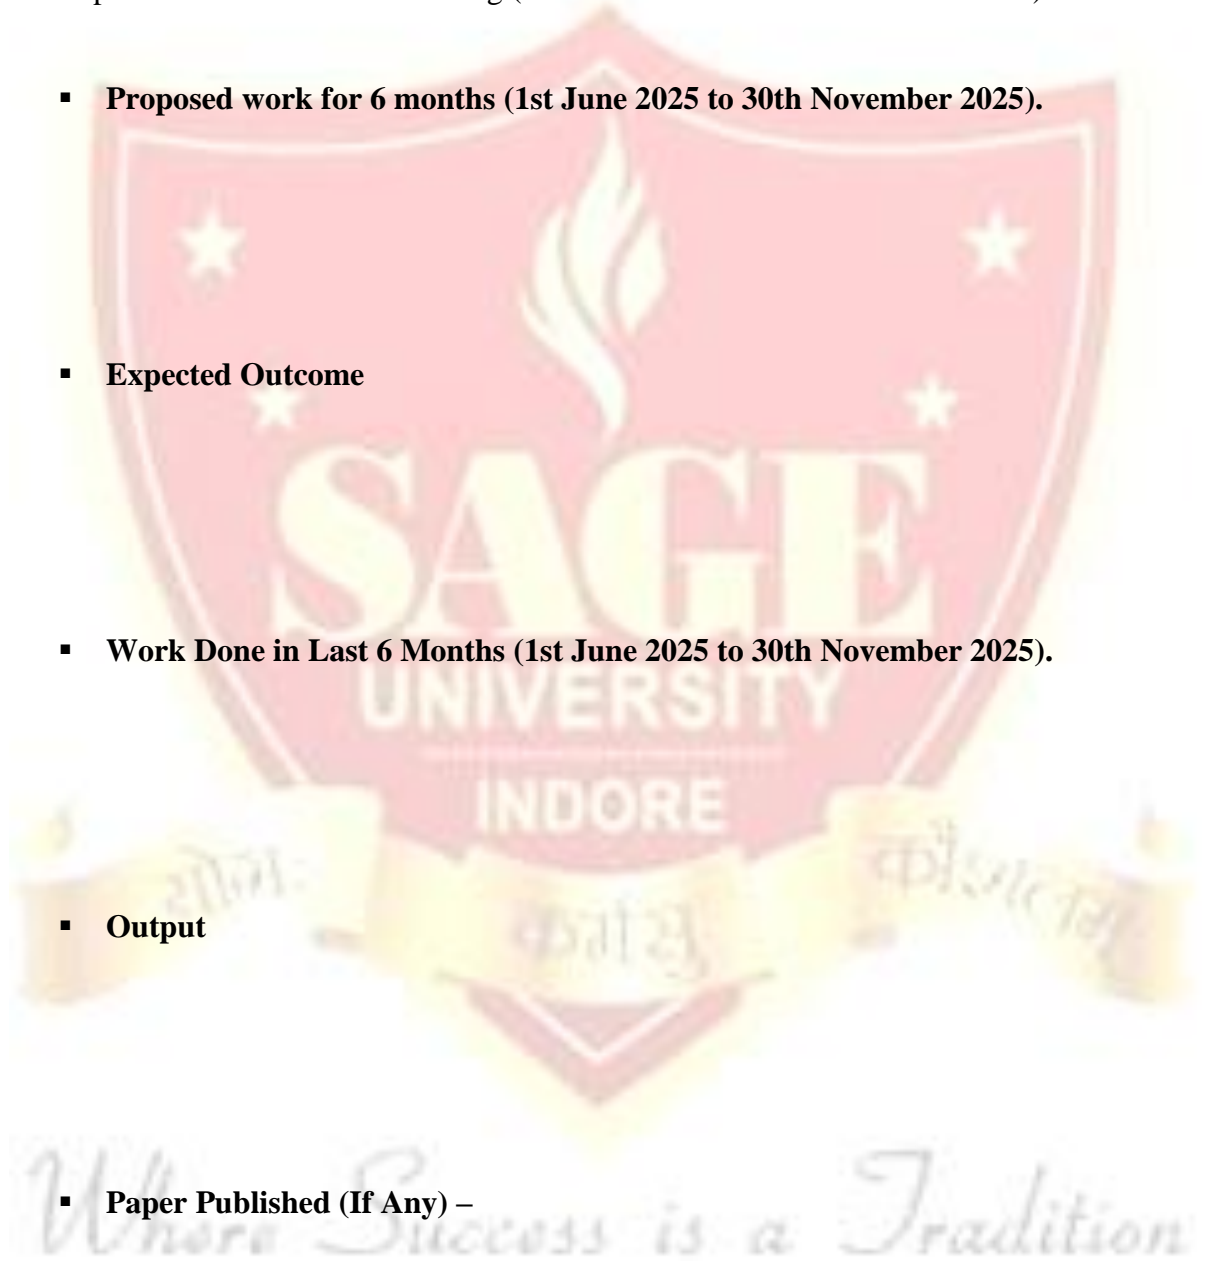 ▪ Proposed work for 6 months (1st June 2025 to 30th November 2025).
▪ Expected Outcome
SAGE
▪ Work Done in Last 6 Months (1st June 2025 to 30th November 2025).
UNIVERSITY
INDORE
▪ Output
▪ Paper Published (If Any) –
Where Success is a Tradition